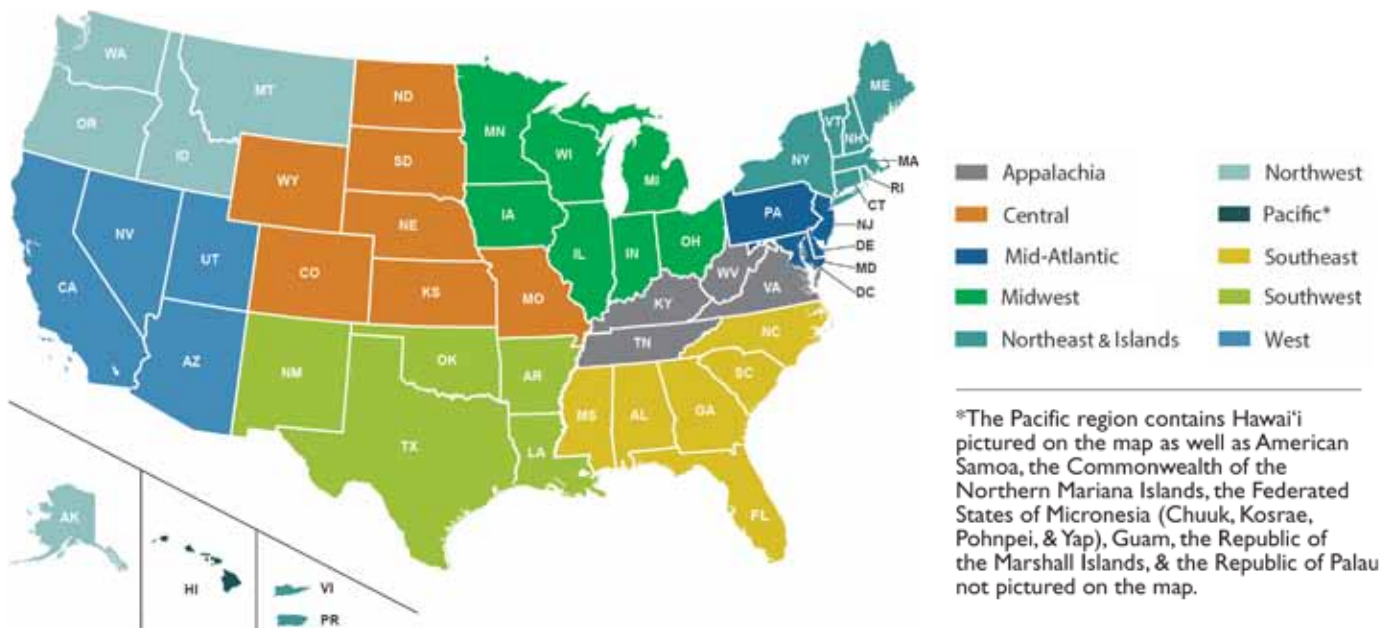 WA
MT
ND
MN
ME
OR
ID
SD
WI
VT
NH
NY
MA
WY
MI
RI
CT
IA
PA
NJ
NE
NV
UT
CO
IL
IN
OH
DE
MD
DC
CA
KS
MO
WV
VA
KY
AZ
NM
OK
AR
TN
NC
SC
TX
LA
MS
AL
GA
FL
AK
HI
VI
PR
Appalachia
Central
Mid-Atlantic
Midwest
Northeast & Islands
Northwest
Pacific*
Southeast
Southwest
West
*The Pacific region contains Hawai‘i
pictured on the map as well as American
Samoa, the Commonwealth of the
Northern Mariana Islands, the Federated
States of Micronesia (Chuuk, Kosrae,
Pohnpei, & Yap), Guam, the Republic of
the Marshall Islands, & the Republic of Palau
not pictured on the map.